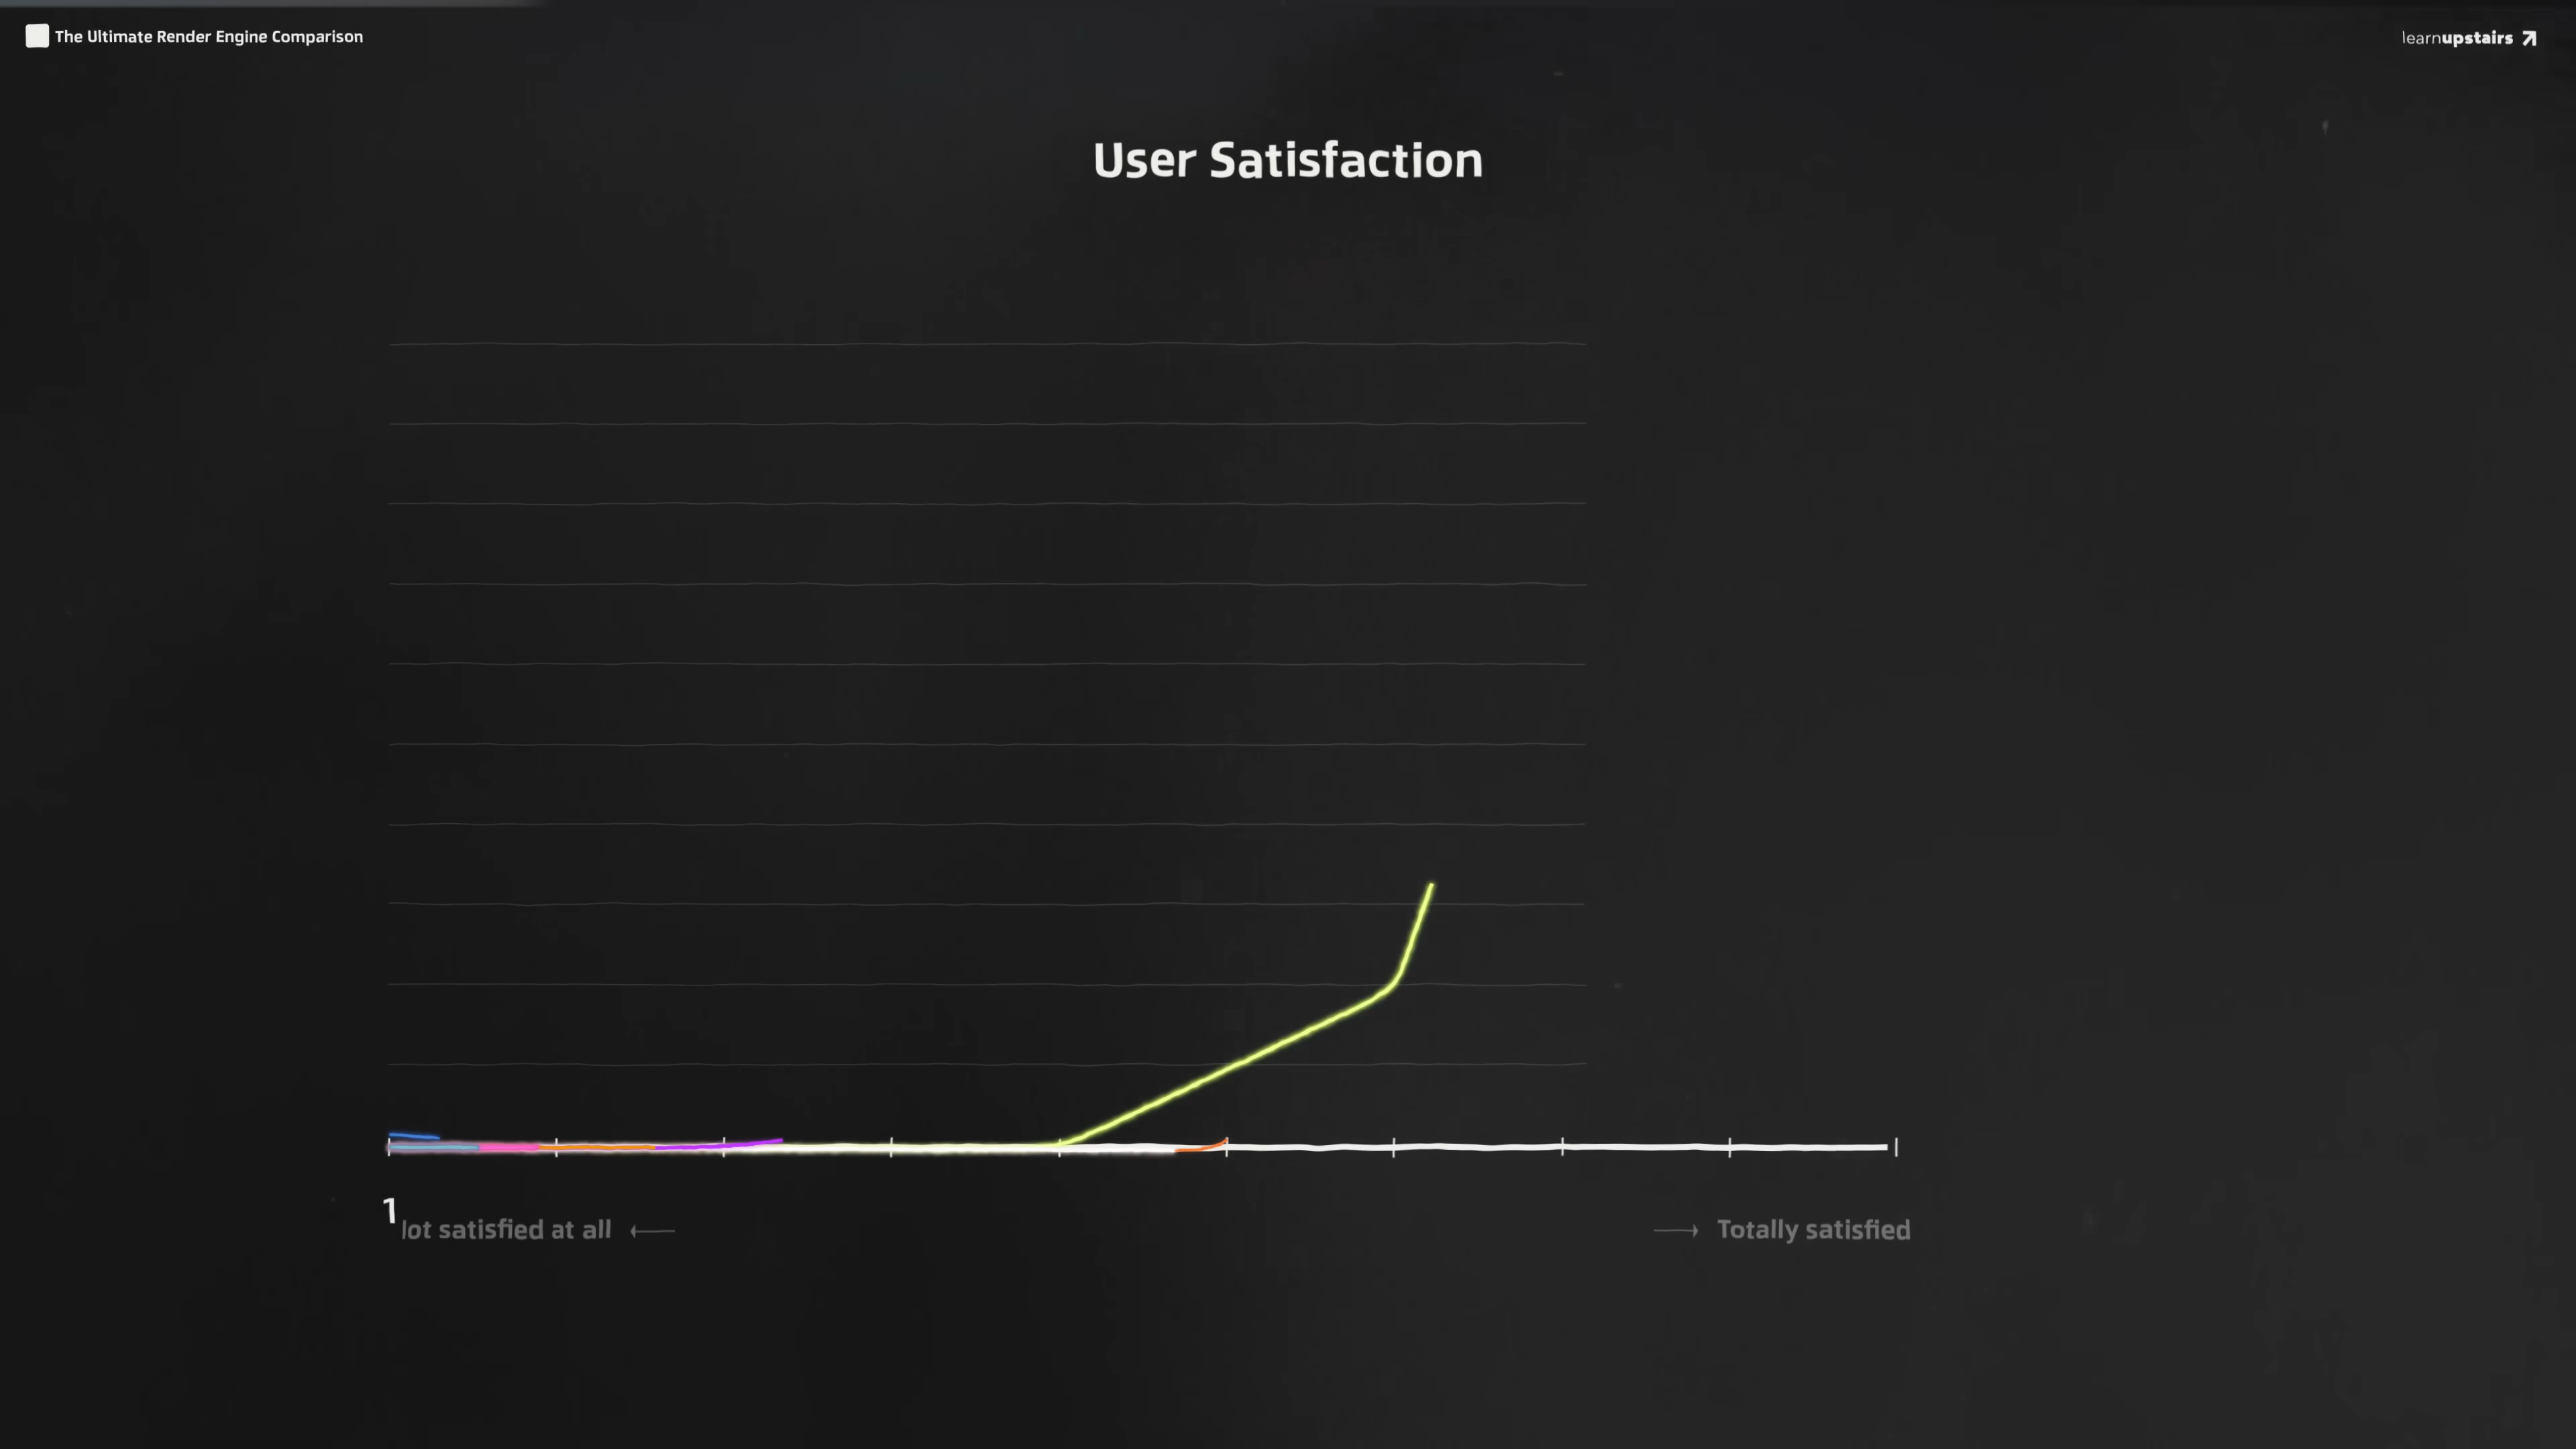 The Ultimate Render Engine Comparison
learnupstairs
User Satisfaction
1
lot satisfied at all
Totally satisfied